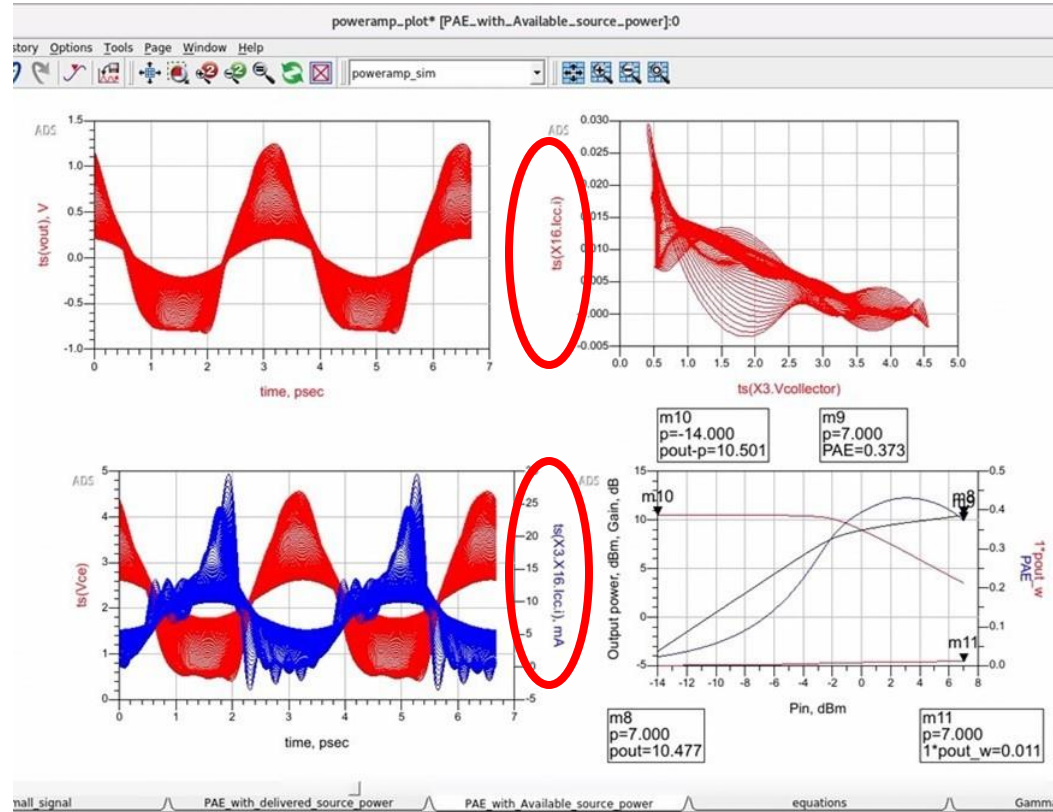 poweramp_plot* [PAE_with_Available_source_power]:0
story Options Tools Page Window Help
poweramp_sim
ADS
1.5
1.0
0.5
0.0
-0.5
-1.0
ts(vout), V
0 1 2 3 4 5 6 7
time, psec
ADS
0.030
0.025
0.020
0.015
0.010
0.005
-0.000
-0.005
ts(X16.Icc.i)
0.0 0.5 1.0 1.5 2.0 2.5 3.0 3.5 4.0 4.5 5.0
ts(X3.Vcollector)
m10
p=-14.000
pout-p=10.501
m9
p=7.000
PAE=0.373
ADS
5
4
3
2
1
0
ts(Vce)
25
20
15
10
5
0
-5
ts(X3.X16.Icc.i), mA
0 1 2 3 4 5 6 7
time, psec
ADS
15
10
5
0
-5
Output power, dBm, Gain, dB
m10
m8
m11
0.5
0.4
0.3
0.2
0.1
0.0
1*pout_w
PAE
-14 -12 -10 -8 -6 -4 -2 0 2 4 6 8
Pin, dBm
m8
p=7.000
pout=10.477
m11
p=7.000
1*pout_w=0.011
mall_signal PAE_with_delivered_source_power PAE_with_Available_source_power equations Gamm